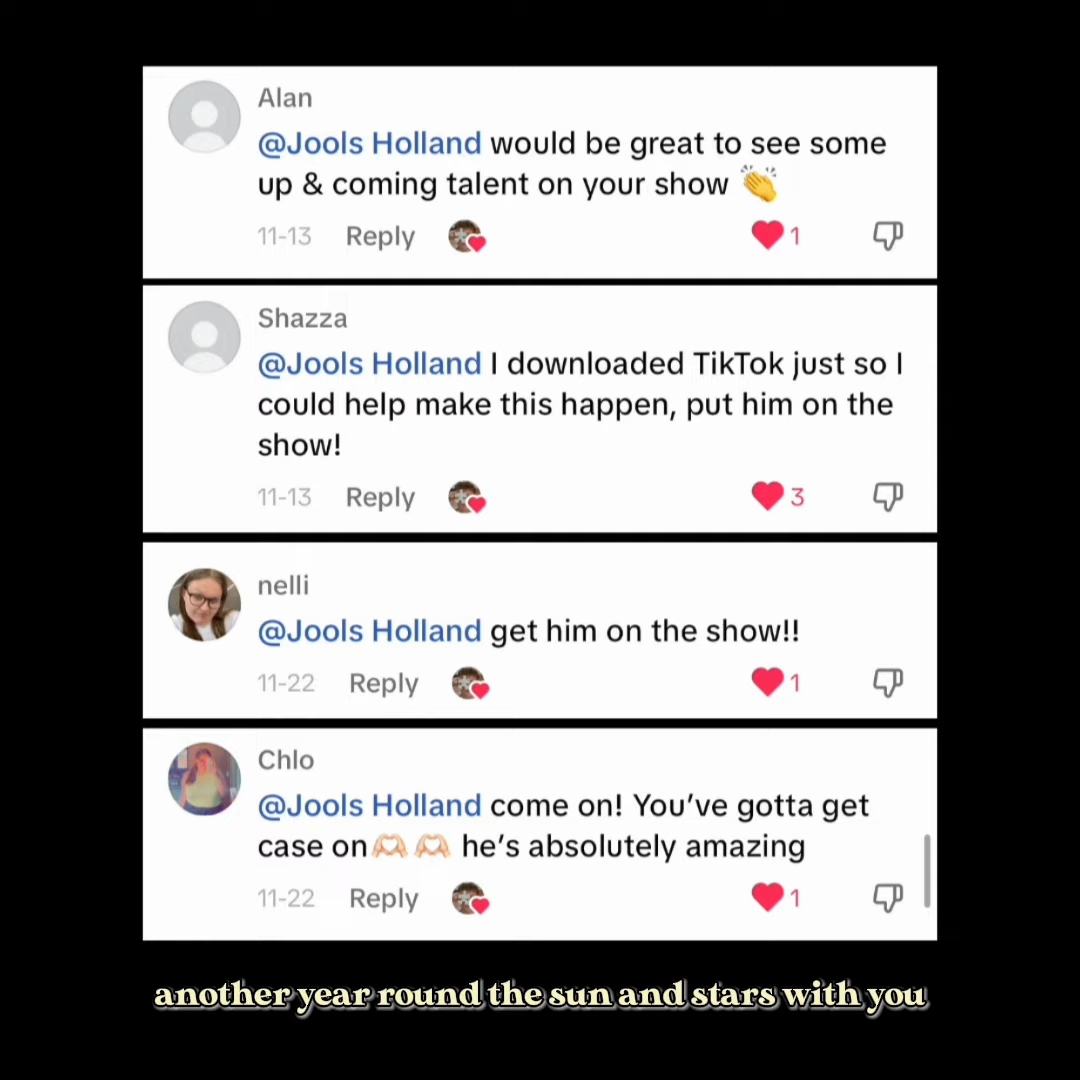 Alan
@Jools Holland would be great to see some
up & coming talent on your show 👏
11-13 Reply 1
Shazza
@Jools Holland I downloaded TikTok just so I
could help make this happen, put him on the
show!
11-13 Reply 3
nelli
@Jools Holland get him on the show!!
11-22 Reply 1
Chlo
@Jools Holland come on! You’ve gotta get
case on🫶🏻🫶🏻 he’s absolutely amazing
11-22 Reply 1
another year round the sun and stars with you